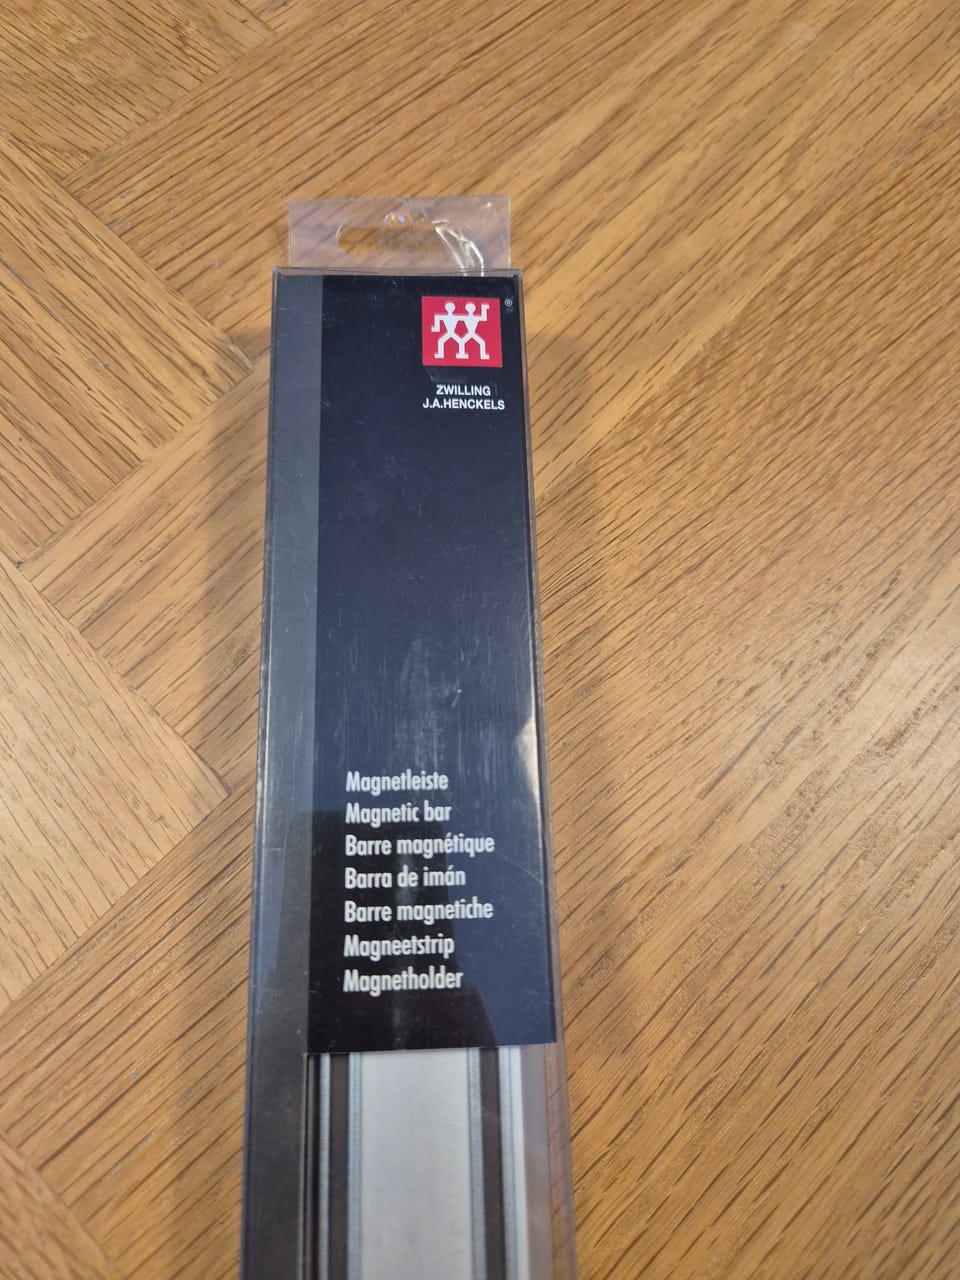 ®
ZWILLING
J.A.HENCKELS
Magnetleiste
Magnetic bar
Barre magnétique
Barra de imán
Barre magnetiche
Magneetstrip
Magnetholder